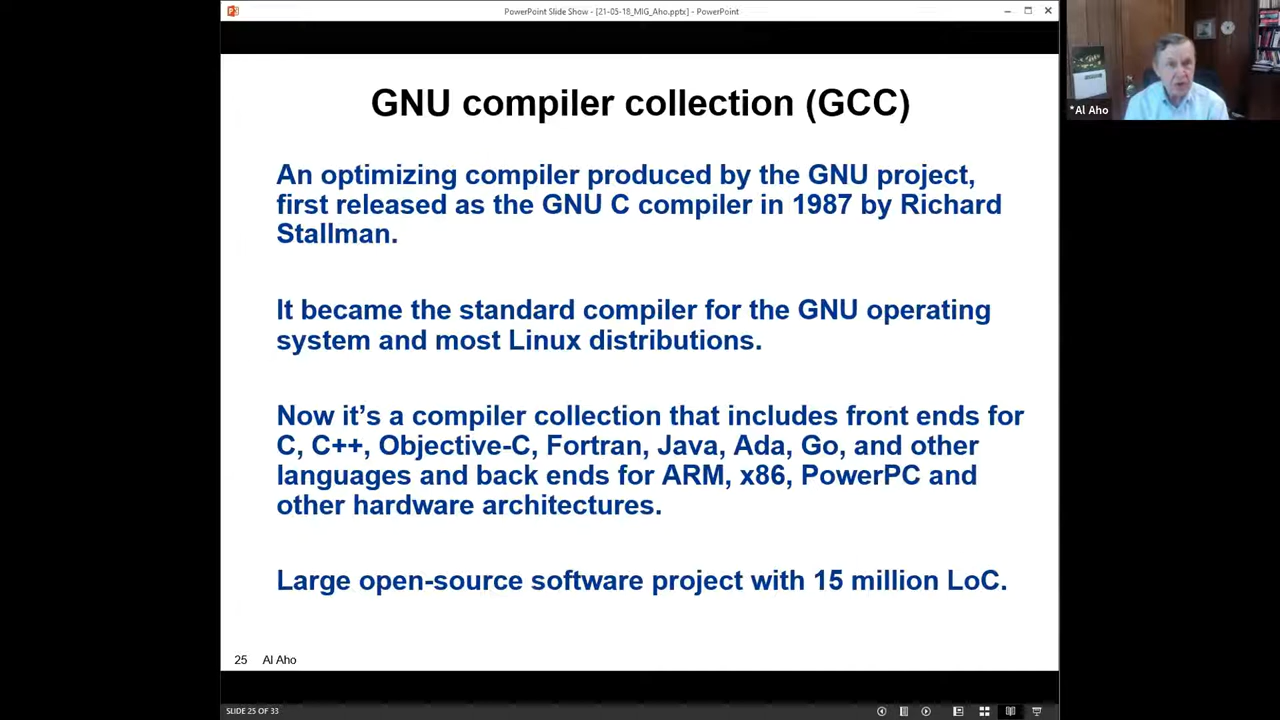 PowerPoint Slide Show - [21-05-18_MIG_Aho.pptx] - PowerPoint
GNU compiler collection (GCC)
An optimizing compiler produced by the GNU project,
first released as the GNU C compiler in 1987 by Richard
Stallman.
It became the standard compiler for the GNU operating
system and most Linux distributions.
Now it’s a compiler collection that includes front ends for
C, C++, Objective-C, Fortran, Java, Ada, Go, and other
languages and back ends for ARM, x86, PowerPC and
other hardware architectures.
Large open-source software project with 15 million LoC.
25 Al Aho
SLIDE 25 OF 33
*Al Aho